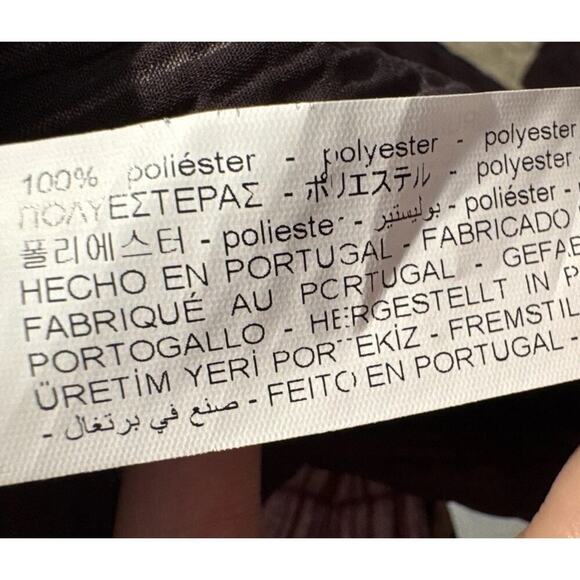 100% poliéster - polyester - polyester
ΠΟΛΥΕΣΤΕΡΑΣ - ポリエステル - polyester
폴리에스터 - polieste - بوليستير - poliéster -
HECHO EN PORTUGAL - FABRICADO
FABRIQUÉ AU PORTUGAL - GEFAB
PORTOGALLO - HERGESTELLT IN P
ÜRETİM YERİ PORTEKİZ - FREMSTIL
- صنع في برتغال - FEITO EN PORTUGAL -